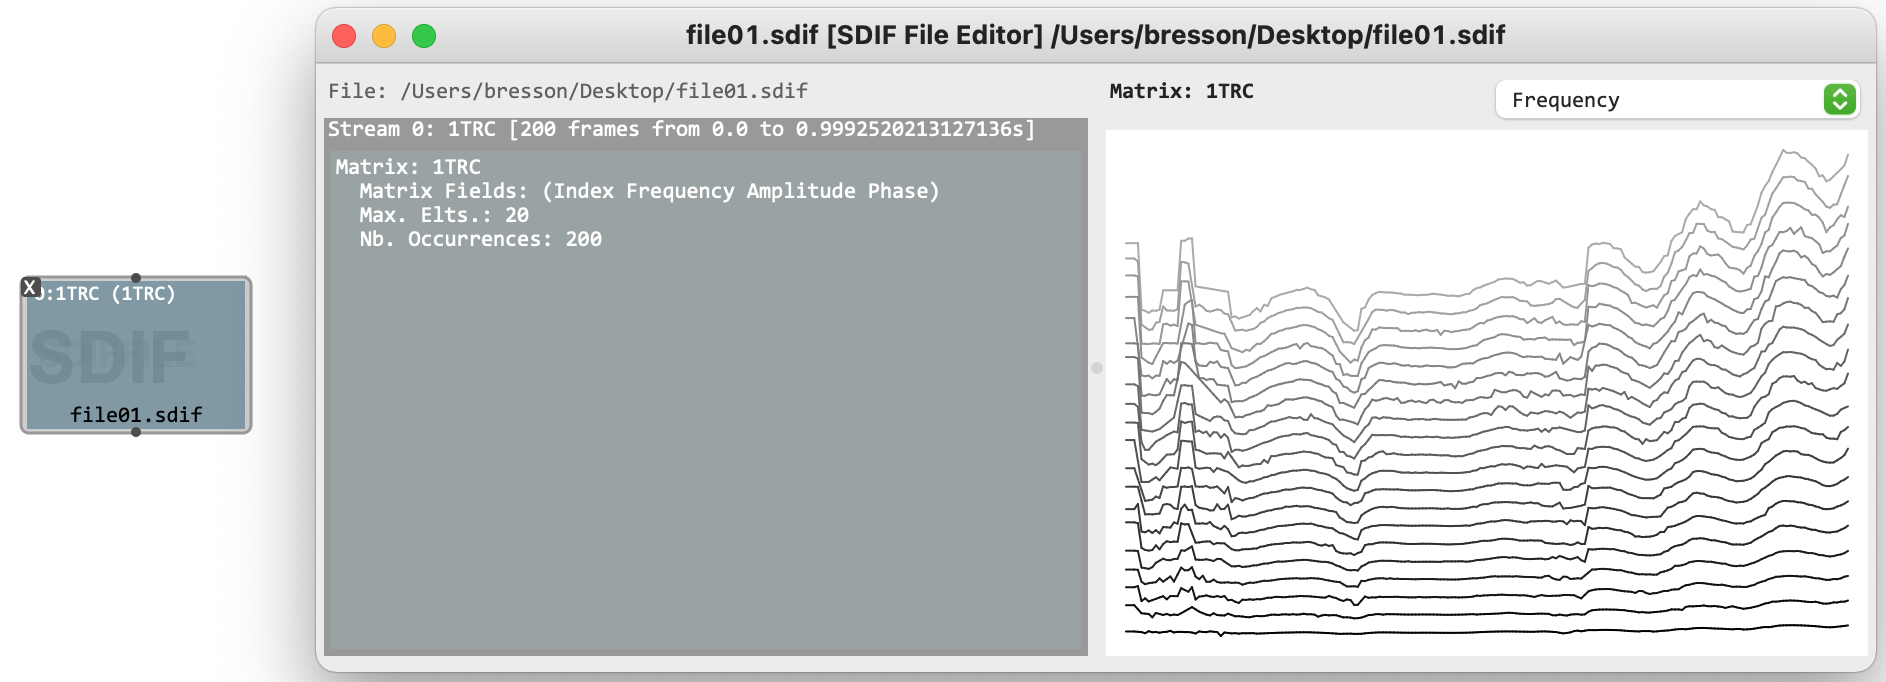 file01.sdif [SDIF File Editor] /Users/bresson/Desktop/file01.sdif
File: /Users/bresson/Desktop/file01.sdif
Stream 0: 1TRC [200 frames from 0.0 to 0.9992520213127136s]
Matrix: 1TRC
Matrix Fields: (Index Frequency Amplitude Phase)
Max. Elts.: 20
Nb. Occurrences: 200
Matrix: 1TRC
Frequency
X
0:1TRC (1TRC)
SDIF
file01.sdif